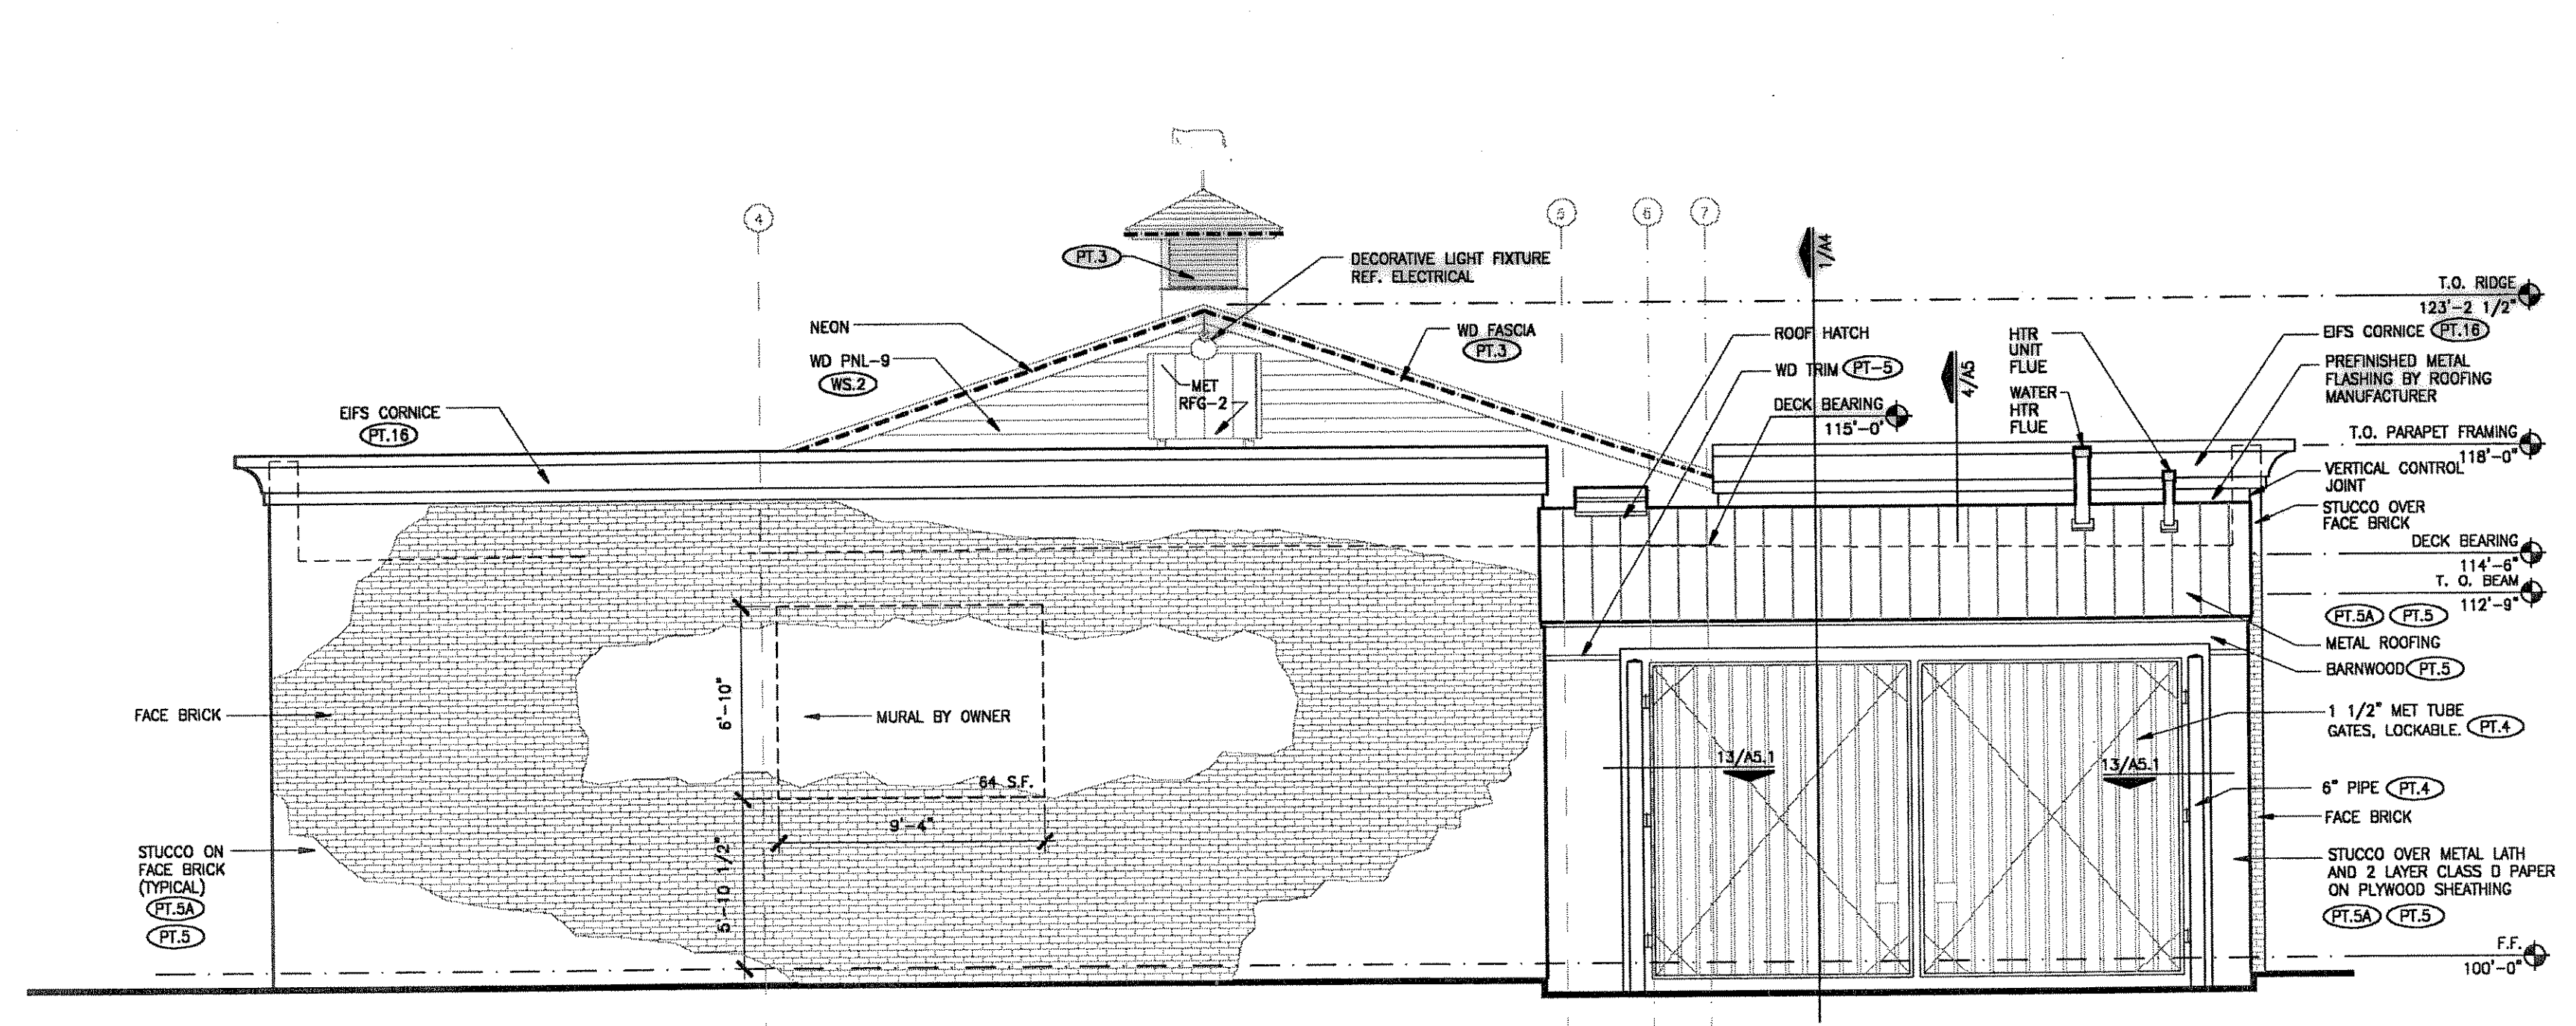 4
5
6
7
1/A4
PT.3
DECORATIVE LIGHT FIXTURE
REF. ELECTRICAL
T.O. RIDGE
123'-2 1/2"
NEON
WD PNL-9
WS.2
WD FASCIA
PT.3
MET
RFG-2
ROOF HATCH
WD TRIM PT-5
DECK BEARING
115'-0"
4/A5
HTR
UNIT
FLUE
WATER
HTR
FLUE
EIFS CORNICE PT.16
PREFINISHED METAL
FLASHING BY ROOFING
MANUFACTURER
EIFS CORNICE
PT.16
T.O. PARAPET FRAMING
118'-0"
VERTICAL CONTROL
JOINT
STUCCO OVER
FACE BRICK
DECK BEARING
114'-6"
T. O. BEAM
112'-9"
PT.5A PT.5
METAL ROOFING
BARNWOOD PT.5
FACE BRICK
6'-10"
MURAL BY OWNER
64 S.F.
9'-4"
5'-10 1/2"
13/A5.1
13/A5.1
1 1/2" MET TUBE
GATES, LOCKABLE. PT.4
6" PIPE PT.4
FACE BRICK
STUCCO ON
FACE BRICK
(TYPICAL)
PT.5A
PT.5
STUCCO OVER METAL LATH
AND 2 LAYER CLASS D PAPER
ON PLYWOOD SHEATHING
PT.5A PT.5
F.F.
100'-0"